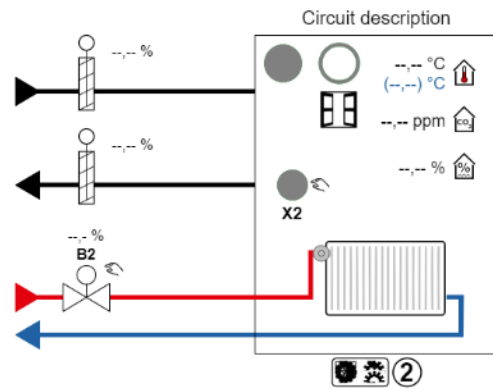 Circuit description
--,-- %
--,-- °C
(--,--) °C
--,-- ppm
CO₂
--,-- %
--,-- %
%
X2
--,- %
B2
2